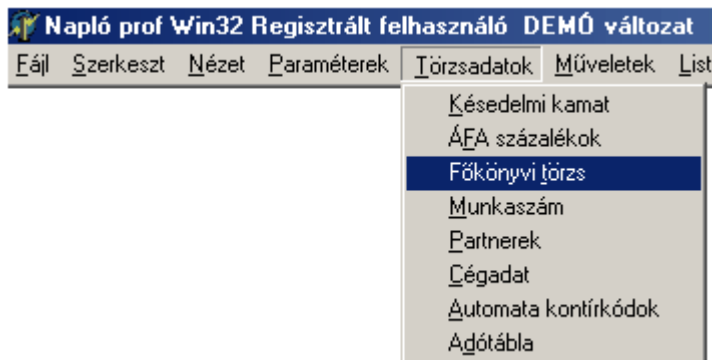 Napló prof Win32 Regisztrált felhasználó DEMÓ változat
Fájl Szerkeszt Nézet Paraméterek Törzsadatok Műveletek List
Késedelmi kamat
ÁFA százalékok
Főkönyvi törzs
Munkaszám
Partnerek
Cégadat
Automata kontírkódok
Adótábla